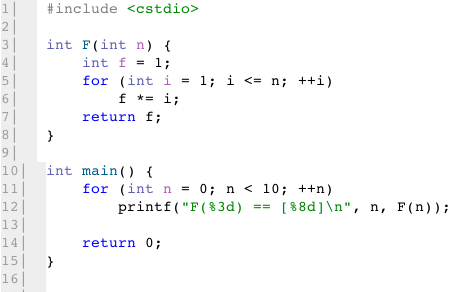 1| #include <cstdio>
2|
3| int F(int n) {
4|     int f = 1;
5|     for (int i = 1; i <= n; ++i)
6|         f *= i;
7|     return f;
8| }
9|
10| int main() {
11|     for (int n = 0; n < 10; ++n)
12|         printf("F(%3d) == [%8d]\n", n, F(n));
13|
14|     return 0;
15| }
16|